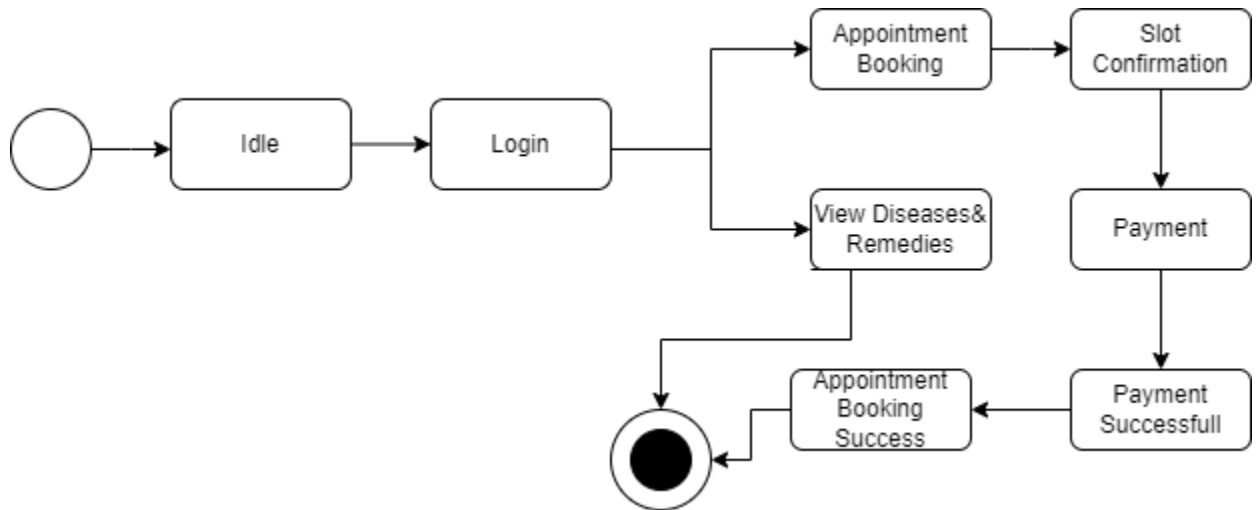 Idle
Login
Appointment
Booking
Slot
Confirmation
View Diseases&
Remedies
Payment
Appointment
Booking
Success
Payment
Successfull